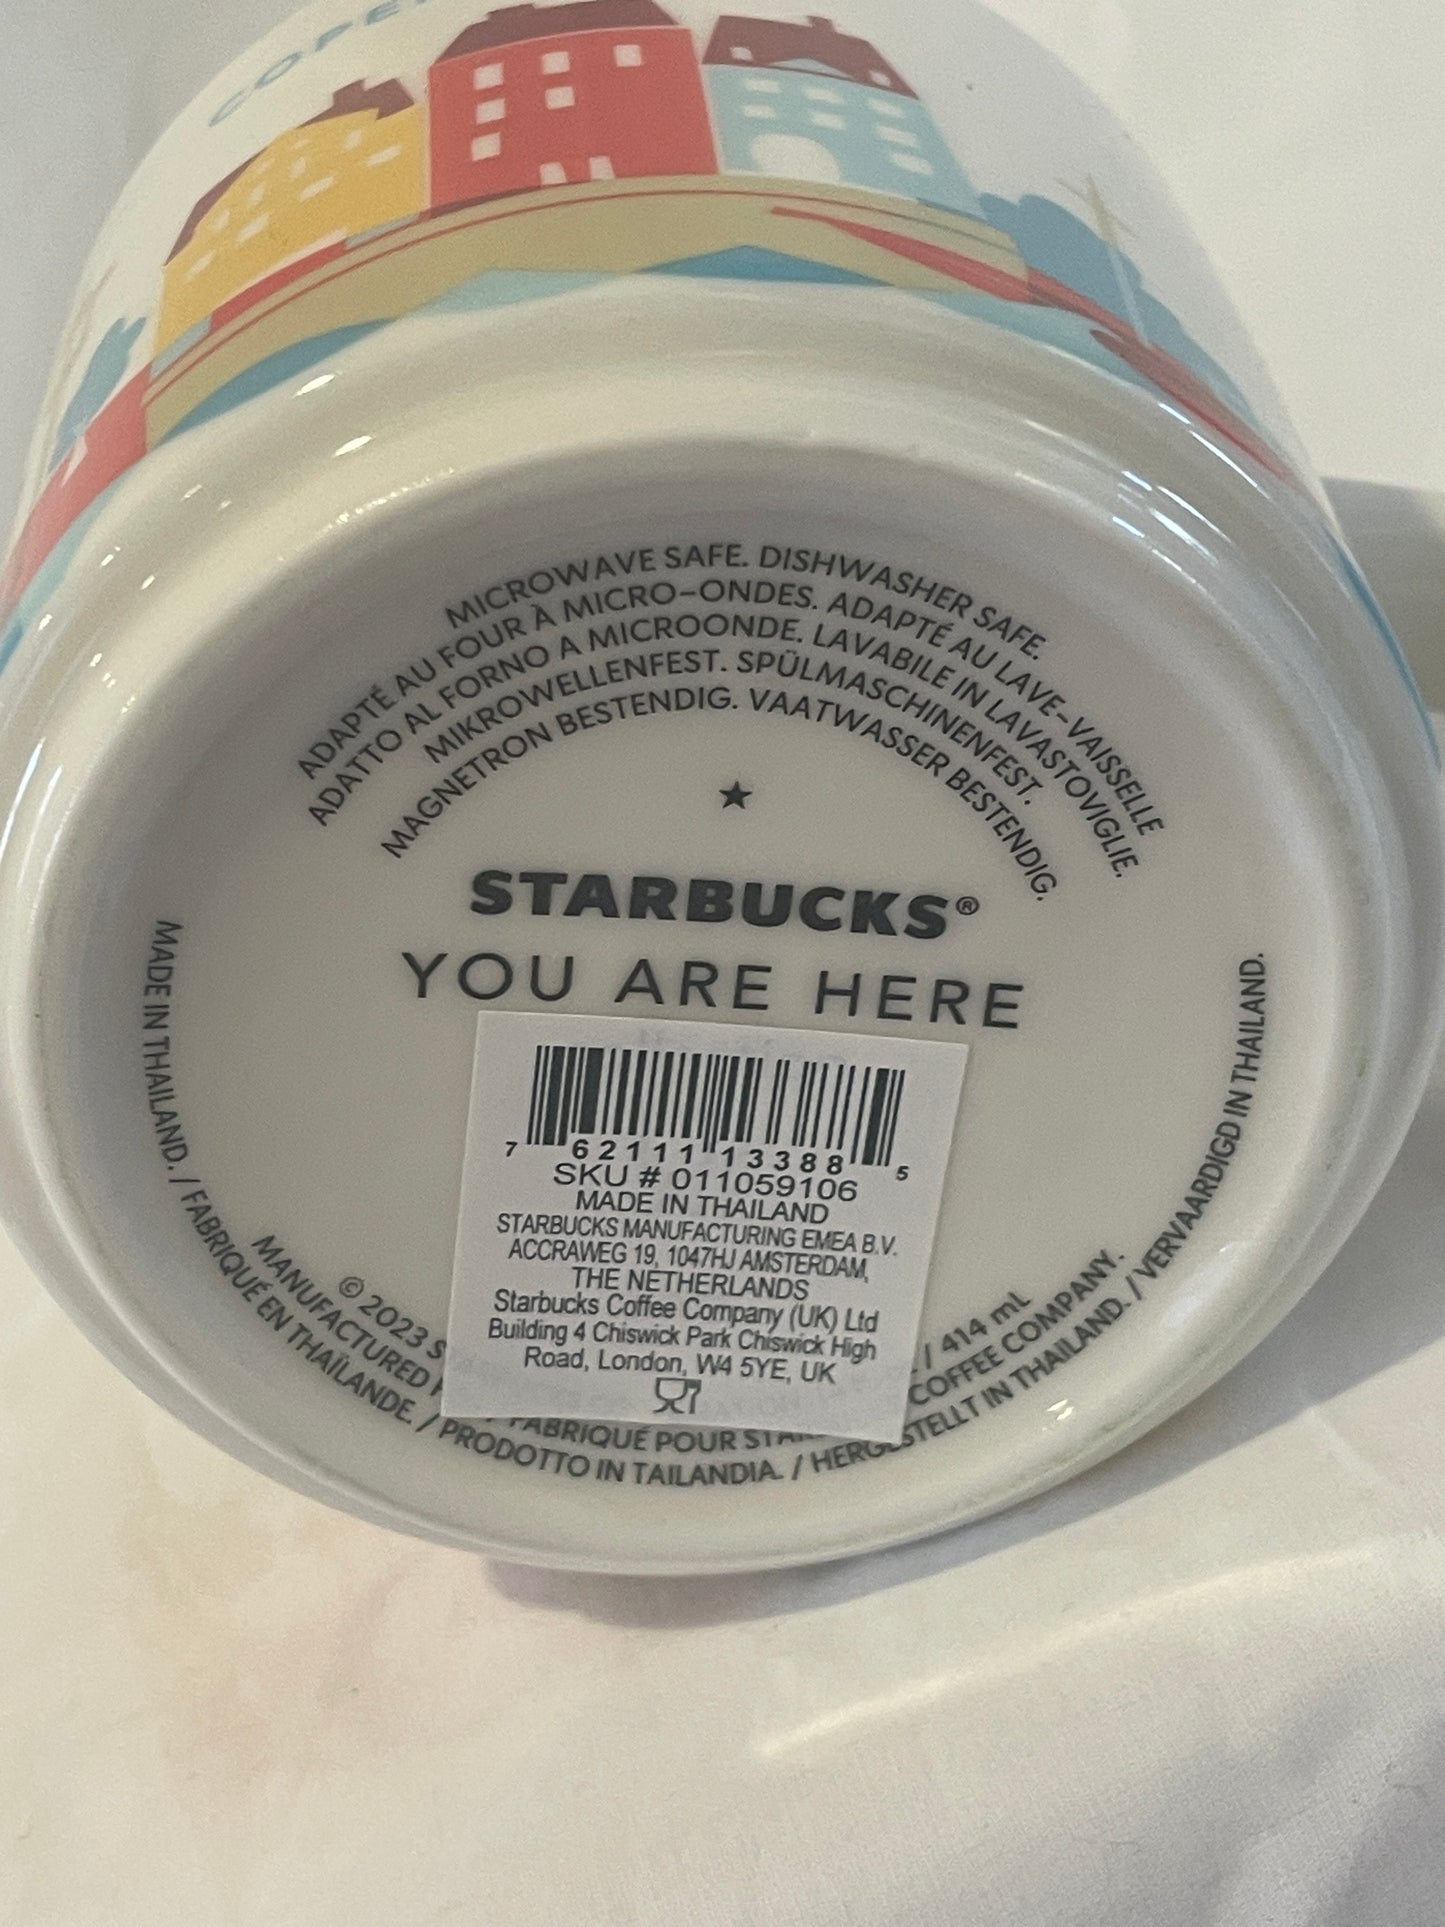 MICROWAVE SAFE. DISHWASHER SAFE.
ADAPTÉ AU FOUR À MICRO-ONDES. ADAPTÉ AU LAVE-VAISSELLE
ADATTO AL FORNO A MICROONDE. LAVABILE IN LAVASTOVIGLIE.
MIKROWELLENFEST. SPÜLMASCHINENFEST.
MAGNETRON BESTENDIG. VAATWASSER BESTENDIG.
STARBUCKS®
YOU ARE HERE
7 62111 13388 5
SKU # 011059106
MADE IN THAILAND
STARBUCKS MANUFACTURING EMEA B.V.
ACCRAWEG 19, 1047HJ AMSTERDAM,
THE NETHERLANDS
Starbucks Coffee Company (UK) Ltd
Building 4 Chiswick Park Chiswick High
Road, London, W4 5YE, UK
© 2023 / 414 mL
MANUFACTURED FABRIQUÉ POUR COFFEE COMPANY.
MADE IN THAILAND. / FABRIQUÉ EN THAÏLANDE. / PRODOTTO IN TAILANDIA. / HERGESTELLT IN THAILAND. / VERVAARDIGD IN THAILAND.